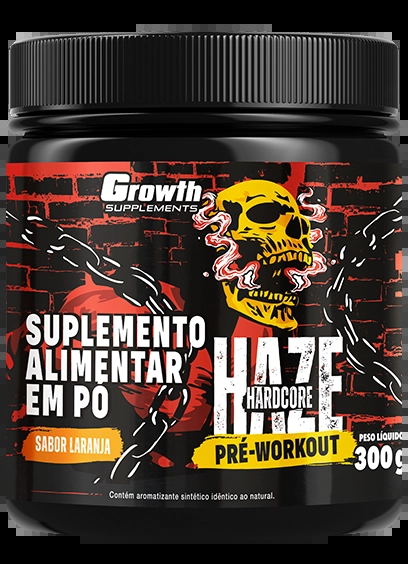 Growth
SUPPLEMENTS
SUPLEMENTO
ALIMENTAR
EM PÓ
SABOR LARANJA
HAZE
HARDCORE
PRÉ-WORKOUT
PESO LÍQUIDO
300g
Contém aromatizante sintético idêntico ao natural.